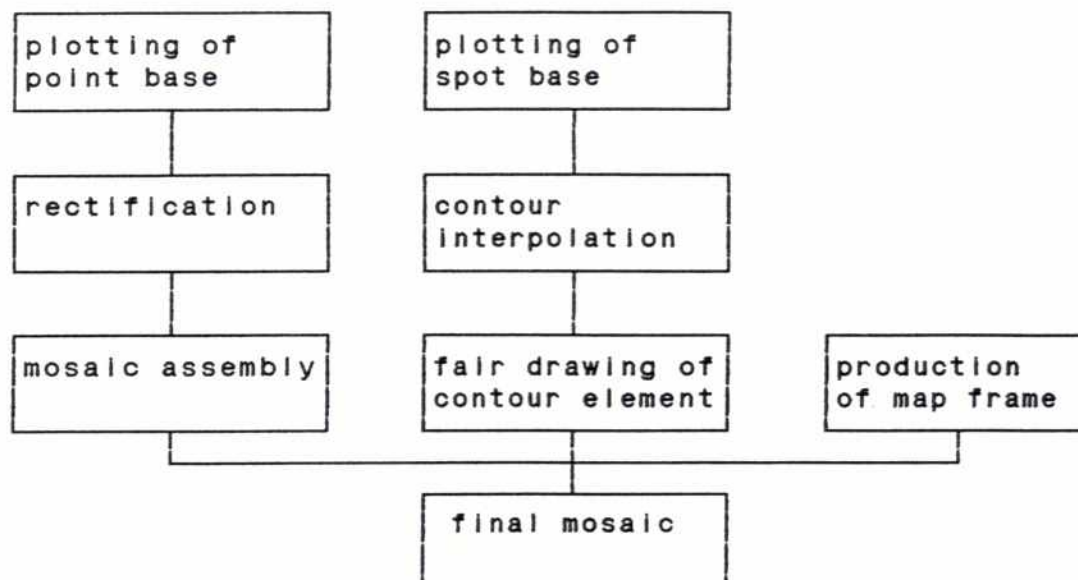 plotting of
point base
plotting of
spot base
rectification
contour
interpolation
mosaic assembly
fair drawing of
contour element
production
of map frame
final mosaic